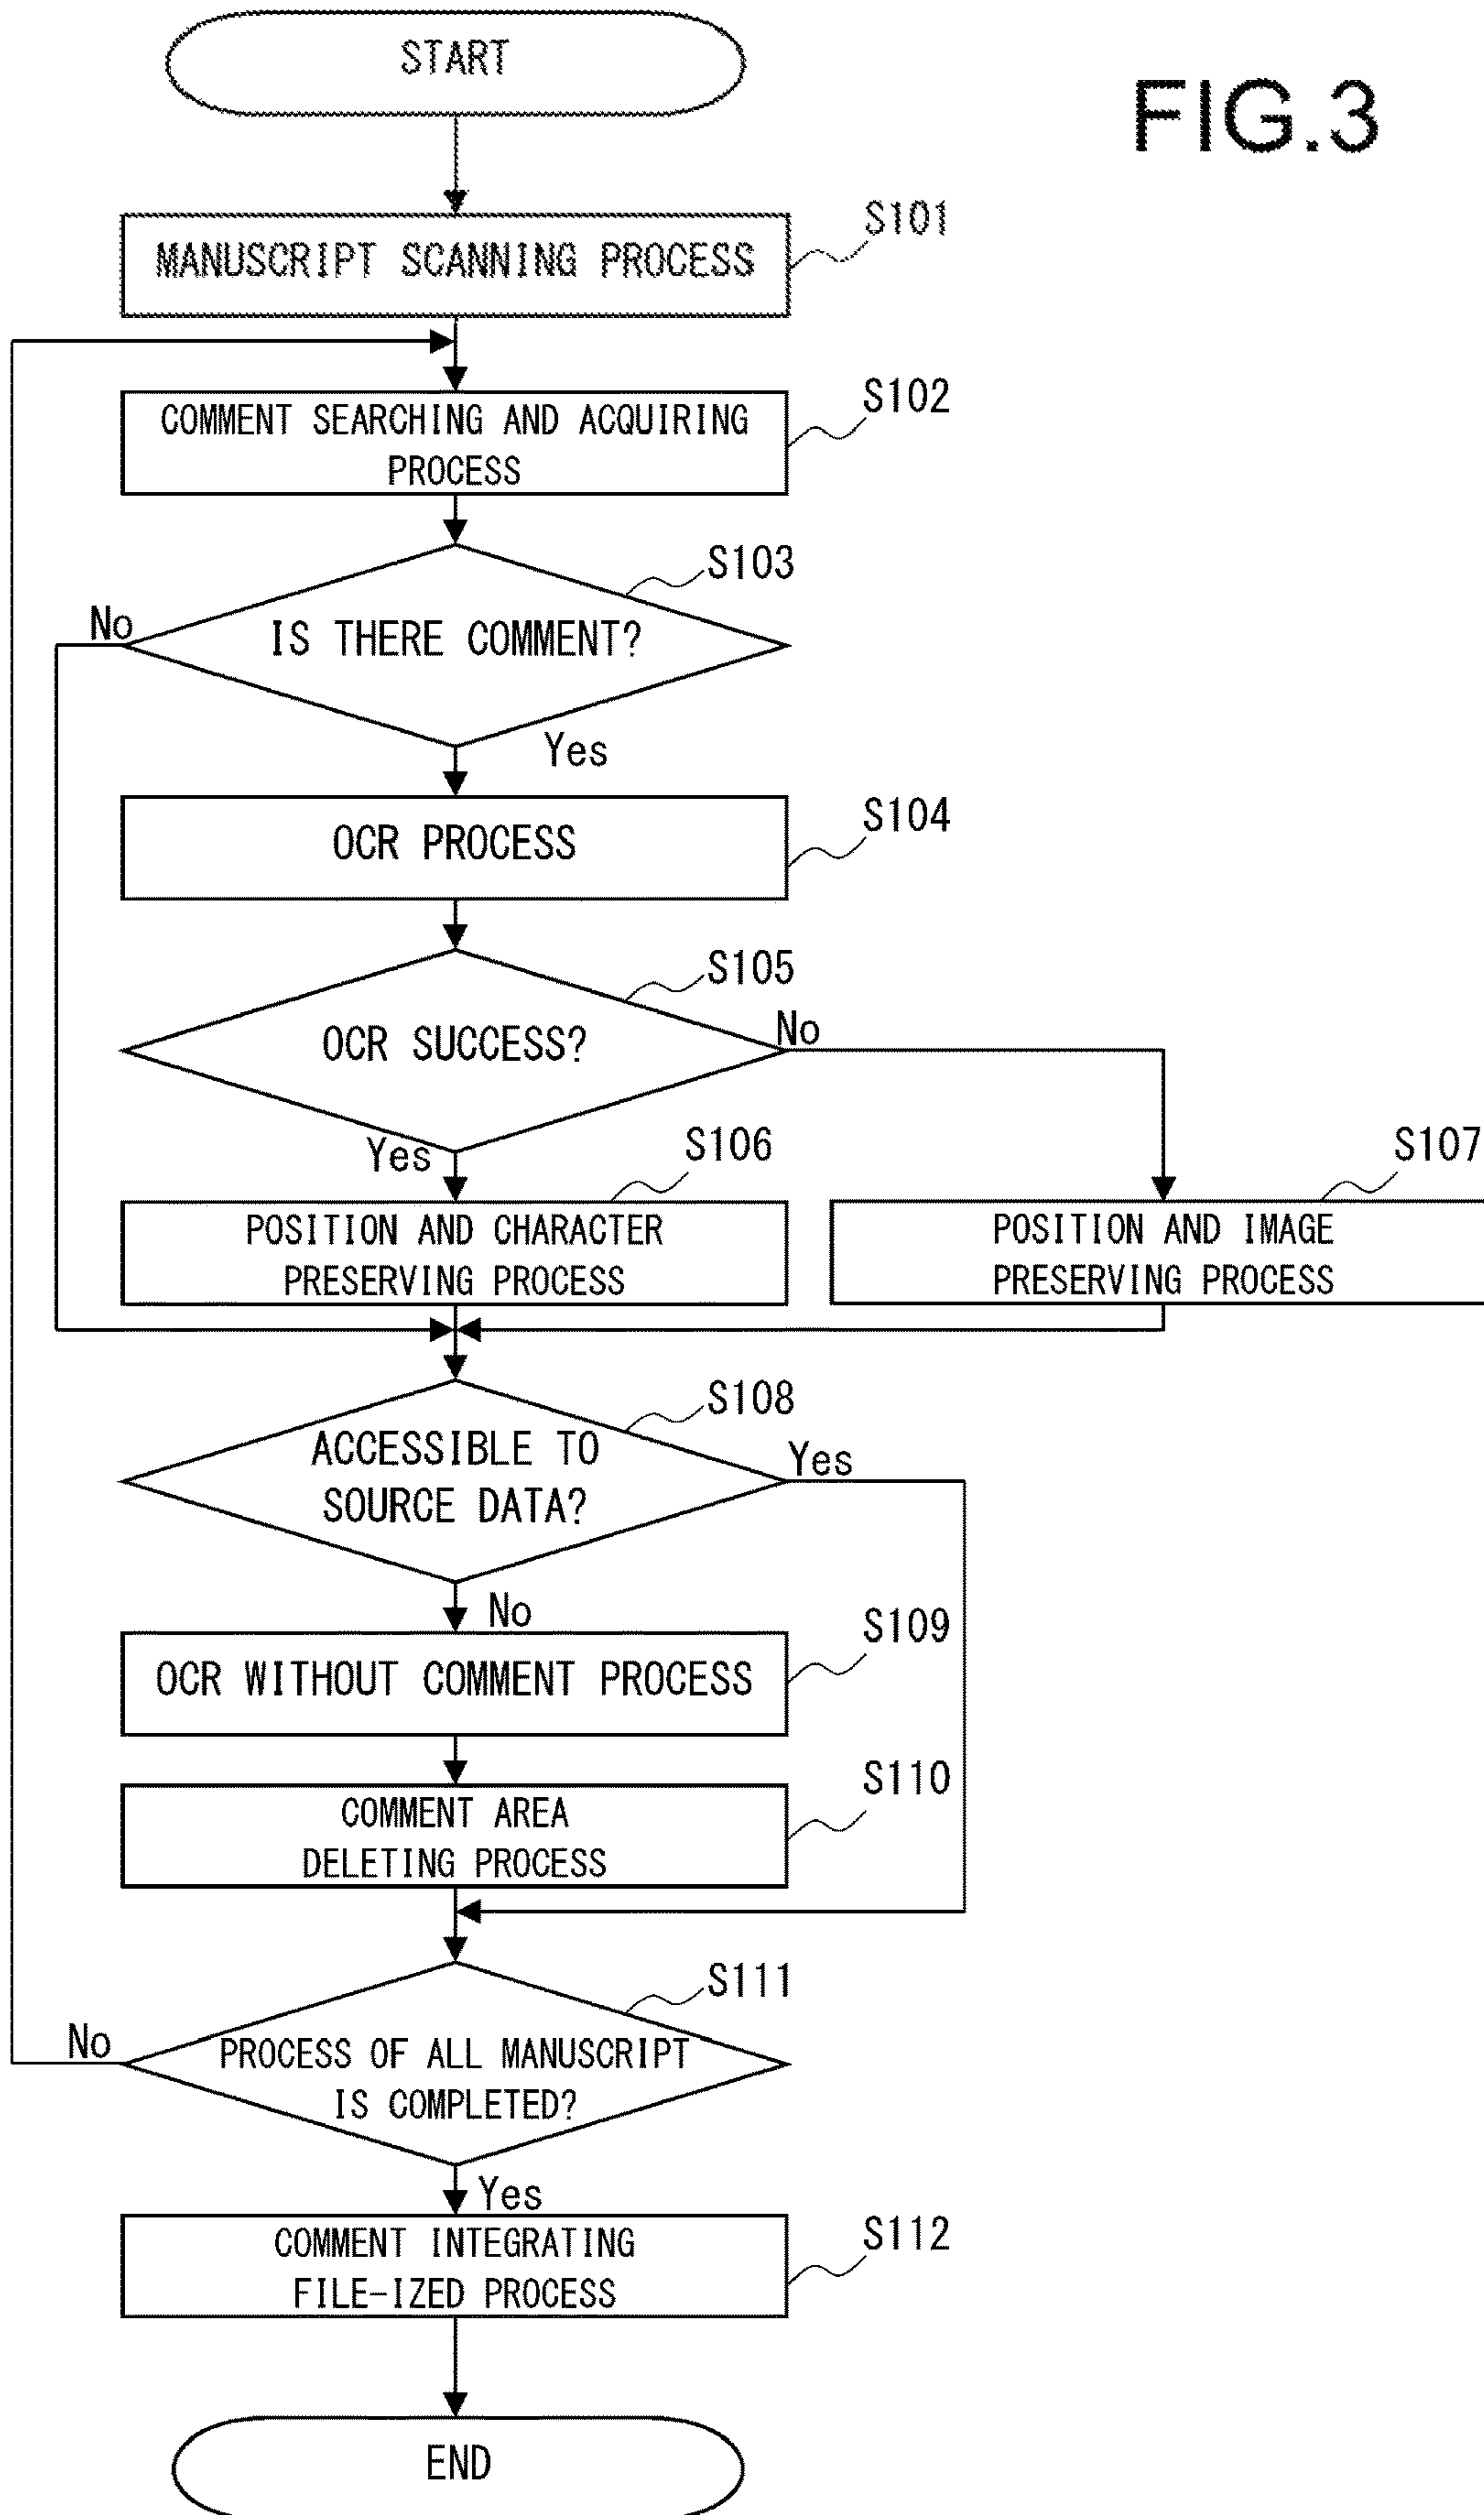 START
FIG.3
S101
MANUSCRIPT SCANNING PROCESS
S102
COMMENT SEARCHING AND ACQUIRING
PROCESS
S103
No
IS THERE COMMENT?
Yes
S104
OCR PROCESS
S105
OCR SUCCESS?
No
Yes
S106
S107
POSITION AND CHARACTER
PRESERVING PROCESS
POSITION AND IMAGE
PRESERVING PROCESS
S108
ACCESSIBLE TO
SOURCE DATA?
Yes
No
S109
OCR WITHOUT COMMENT PROCESS
S110
COMMENT AREA
DELETING PROCESS
S111
No
PROCESS OF ALL MANUSCRIPT
IS COMPLETED?
Yes
S112
COMMENT INTEGRATING
FILE-IZED PROCESS
END